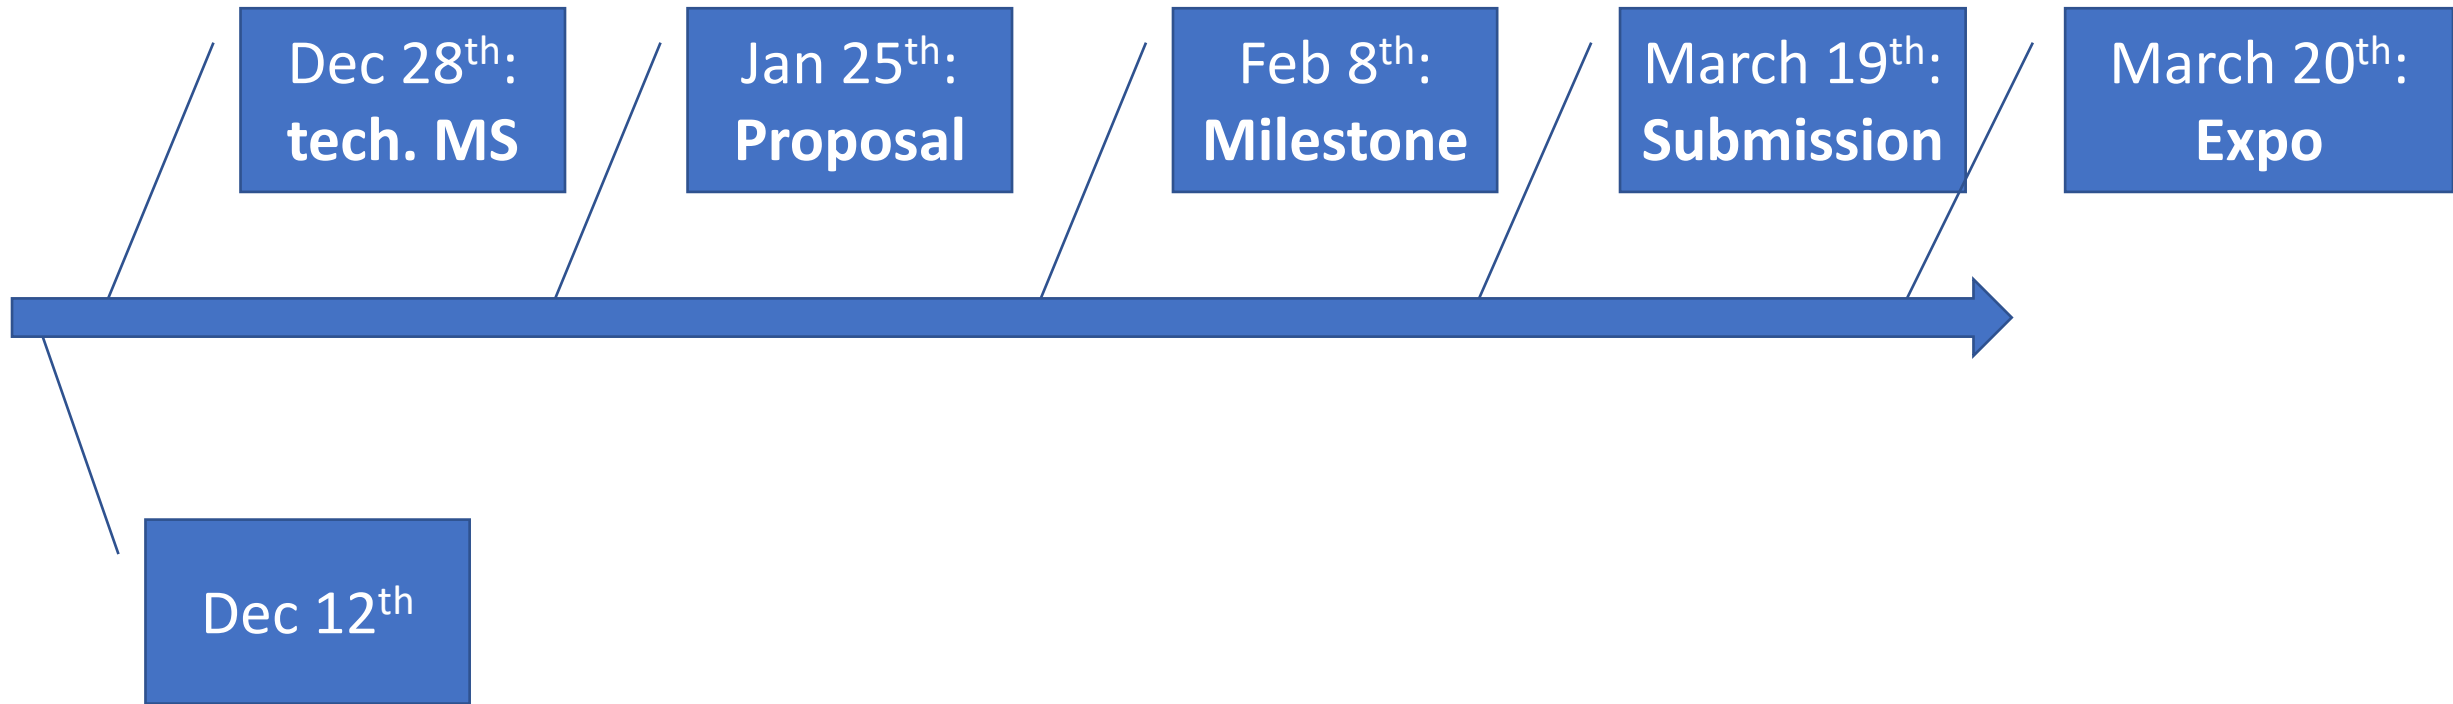 Dec 28th:
tech. MS
Jan 25th:
Proposal
Feb 8th:
Milestone
March 19th:
Submission
March 20th:
Expo
Dec 12th